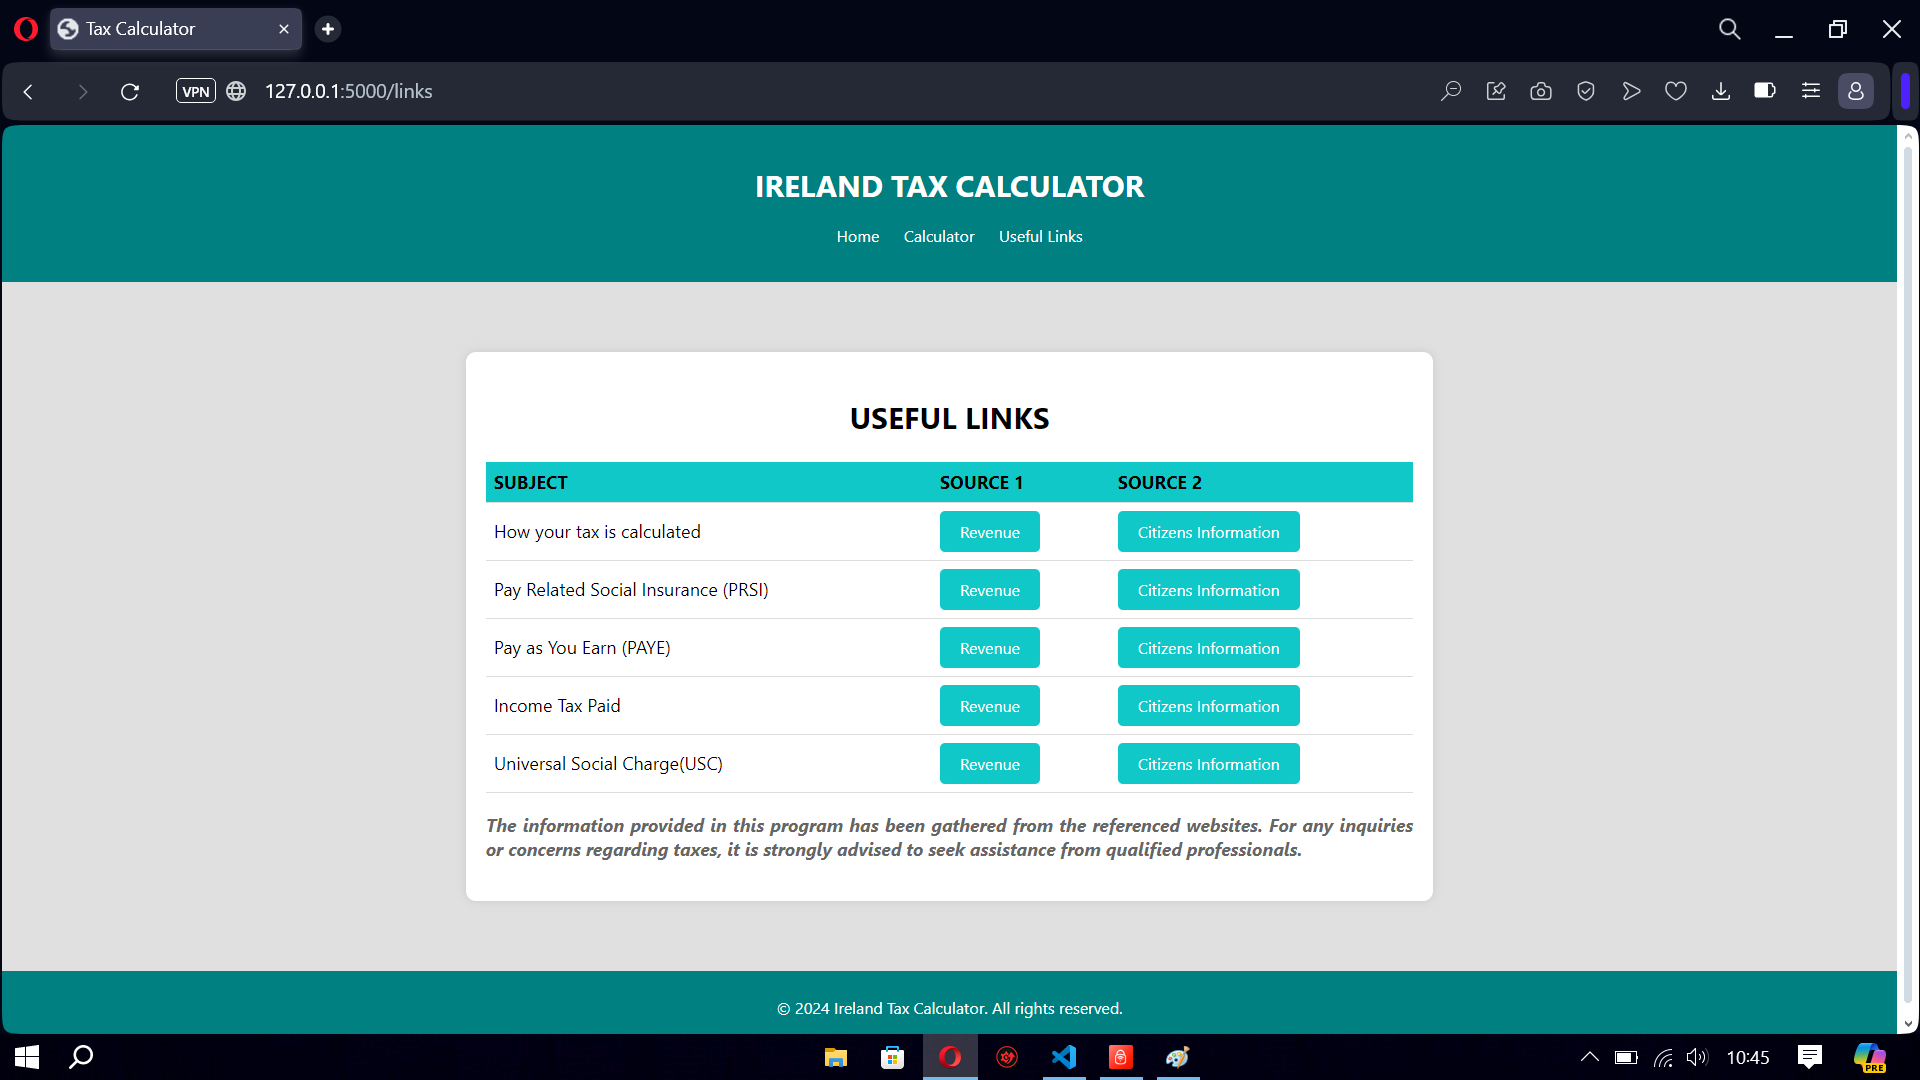 Tax Calculator
VPN 127.0.0.1:5000/links
IRELAND TAX CALCULATOR
Home Calculator Useful Links
USEFUL LINKS
SUBJECT SOURCE 1 SOURCE 2
How your tax is calculated Revenue Citizens Information
Pay Related Social Insurance (PRSI) Revenue Citizens Information
Pay as You Earn (PAYE) Revenue Citizens Information
Income Tax Paid Revenue Citizens Information
Universal Social Charge(USC) Revenue Citizens Information
The information provided in this program has been gathered from the referenced websites. For any inquiries
or concerns regarding taxes, it is strongly advised to seek assistance from qualified professionals.
© 2024 Ireland Tax Calculator. All rights reserved.
10:45
PRE